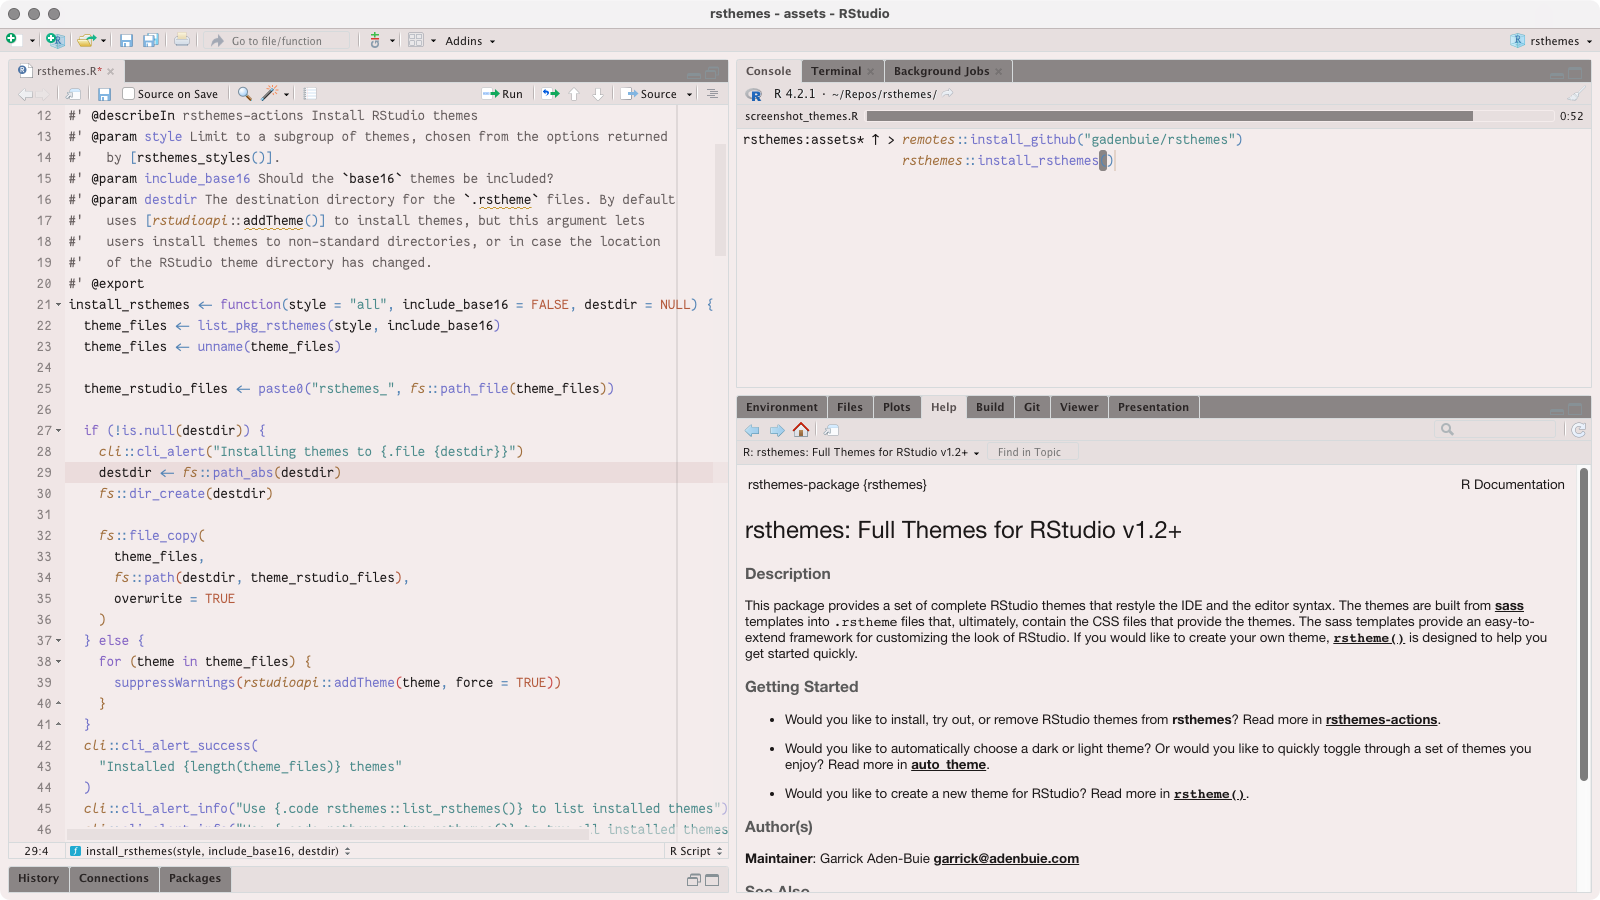 rsthemes - assets - RStudio
Go to file/function
Addins
rsthemes
rsthemes.R*
Source on Save
Run
Source
12 #' @describeIn rsthemes-actions Install RStudio themes
13 #' @param style Limit to a subgroup of themes, chosen from the options returned
14 #'   by [rsthemes_styles()].
15 #' @param include_base16 Should the `base16` themes be included?
16 #' @param destdir The destination directory for the `.rstheme` files. By default
17 #'   uses [rstudioapi::addTheme()] to install themes, but this argument lets
18 #'   users install themes to non-standard directories, or in case the location
19 #'   of the RStudio theme directory has changed.
20 #' @export
21 install_rsthemes <- function(style = "all", include_base16 = FALSE, destdir = NULL) {
22   theme_files <- list_pkg_rsthemes(style, include_base16)
23   theme_files <- unname(theme_files)
24
25   theme_rstudio_files <- paste0("rsthemes_", fs::path_file(theme_files))
26
27   if (!is.null(destdir)) {
28     cli::cli_alert("Installing themes to {.file {destdir}}")
29     destdir <- fs::path_abs(destdir)
30     fs::dir_create(destdir)
31
32     fs::file_copy(
33       theme_files,
34       fs::path(destdir, theme_rstudio_files),
35       overwrite = TRUE
36     )
37   } else {
38     for (theme in theme_files) {
39       suppressWarnings(rstudioapi::addTheme(theme, force = TRUE))
40     }
41   }
42   cli::cli_alert_success(
43     "Installed {length(theme_files)} themes"
44   )
45   cli::cli_alert_info("Use {.code rsthemes::list_rsthemes()} to list installed themes")
46
29:4 install_rsthemes(style, include_base16, destdir) R Script
History Connections Packages
Console Terminal Background Jobs
R 4.2.1 · ~/Repos/rsthemes/
screenshot_themes.R 0:52
rsthemes:assets* ↑ > remotes::install_github("gadenbuie/rsthemes")
rsthemes::install_rsthemes()
Environment Files Plots Help Build Git Viewer Presentation
R: rsthemes: Full Themes for RStudio v1.2+ Find in Topic
rsthemes-package {rsthemes} R Documentation
rsthemes: Full Themes for RStudio v1.2+
Description
This package provides a set of complete RStudio themes that restyle the IDE and the editor syntax. The themes are built from sass
templates into .rstheme files that, ultimately, contain the CSS files that provide the themes. The sass templates provide an easy-to-
extend framework for customizing the look of RStudio. If you would like to create your own theme, rstheme() is designed to help you
get started quickly.
Getting Started
• Would you like to install, try out, or remove RStudio themes from rsthemes? Read more in rsthemes-actions.
• Would you like to automatically choose a dark or light theme? Or would you like to quickly toggle through a set of themes you
enjoy? Read more in auto_theme.
• Would you like to create a new theme for RStudio? Read more in rstheme().
Author(s)
Maintainer: Garrick Aden-Buie garrick@adenbuie.com
See Also